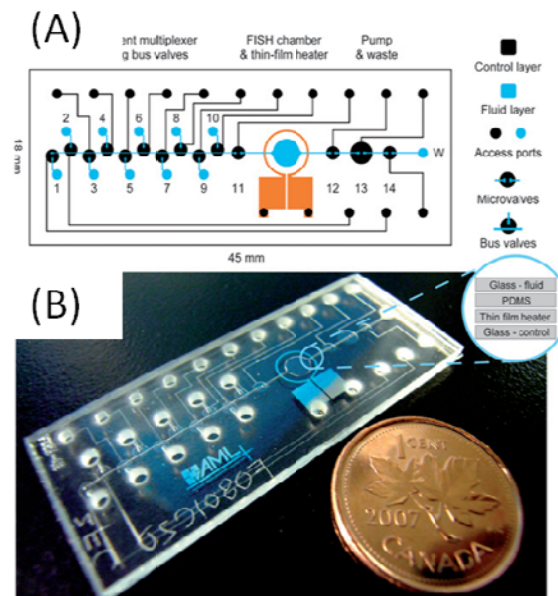 (A)
ent multiplexer
g bus valves
FISH chamber
& thin-film heater
Pump
& waste
Control layer
Fluid layer
Access ports
Microvalves
Bus valves
2 4 6 8 10
W
1 3 5 7 9 11 12 13 14
18 mm
45 mm
(B)
Glass - fluid
PDMS
Thin film heater
Glass - control
AML
1 CENT
2007
CANADA